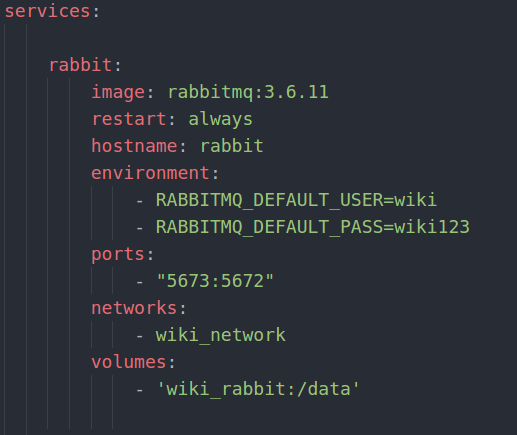 services:
rabbit:
image: rabbitmq:3.6.11
restart: always
hostname: rabbit
environment:
- RABBITMQ_DEFAULT_USER=wiki
- RABBITMQ_DEFAULT_PASS=wiki123
ports:
- "5673:5672"
networks:
- wiki_network
volumes:
- 'wiki_rabbit:/data'